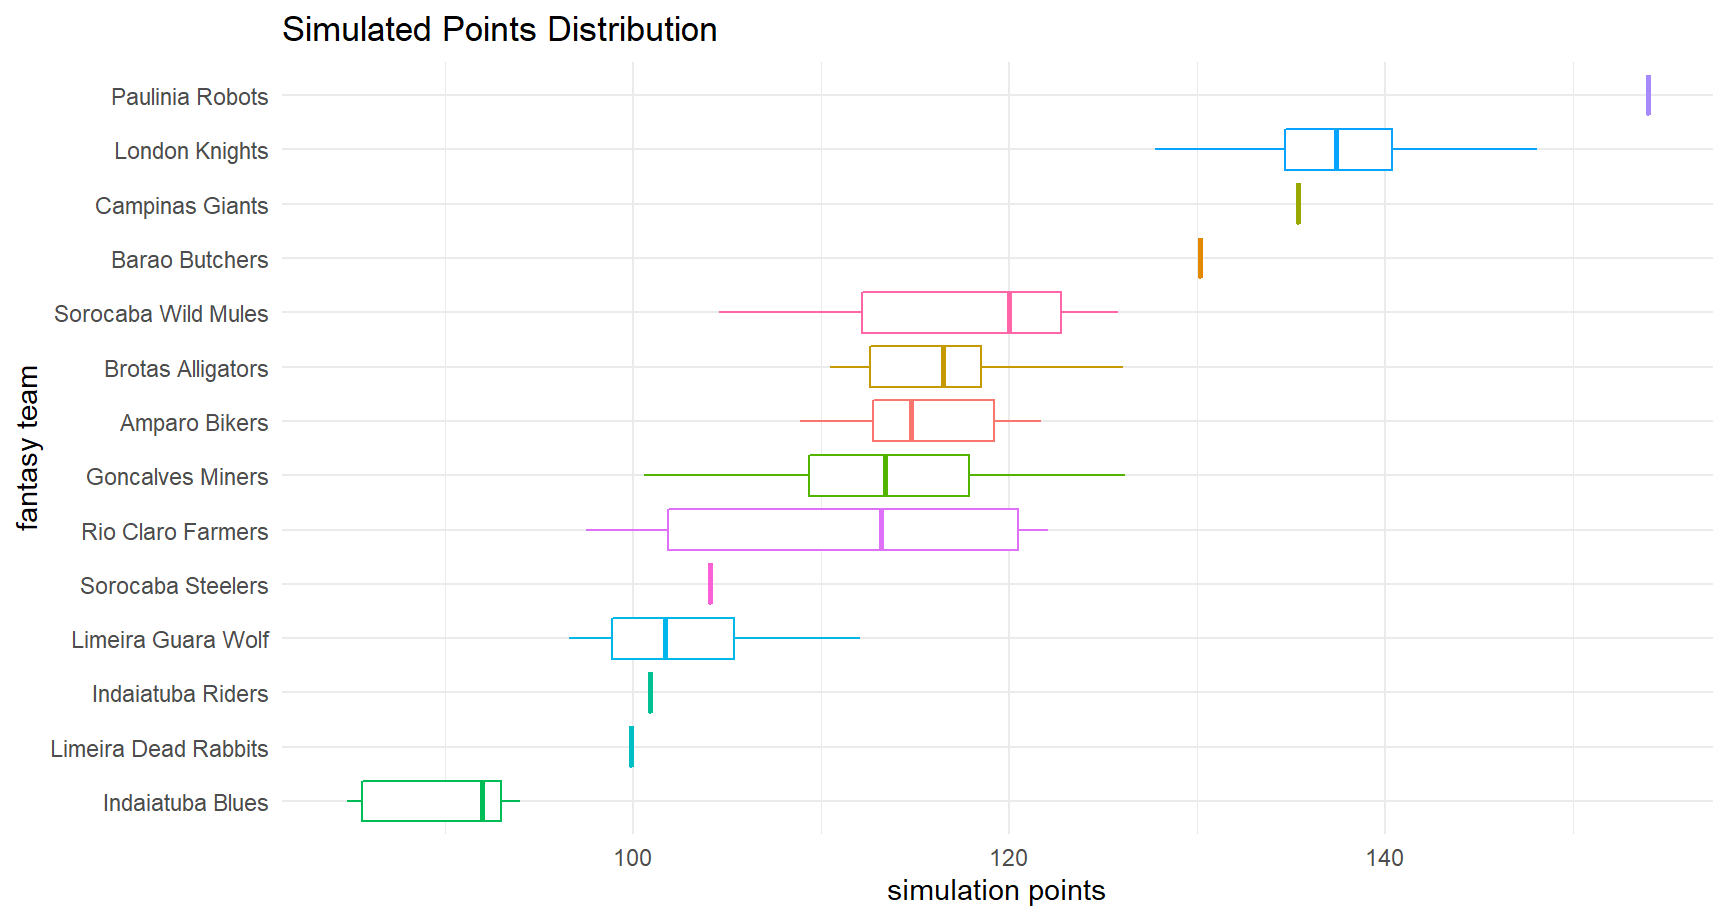 Simulated Points Distribution
Paulinia Robots
London Knights
Campinas Giants
Barao Butchers
Sorocaba Wild Mules
Brotas Alligators
Amparo Bikers
Goncalves Miners
Rio Claro Farmers
Sorocaba Steelers
Limeira Guara Wolf
Indaiatuba Riders
Limeira Dead Rabbits
Indaiatuba Blues
fantasy team
100 120 140
simulation points